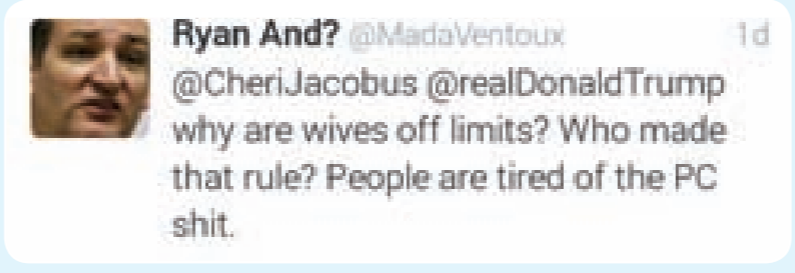 Ryan And? @MadaVentoux 1d
@CheriJacobus @realDonaldTrump
why are wives off limits? Who made
that rule? People are tired of the PC
shit.